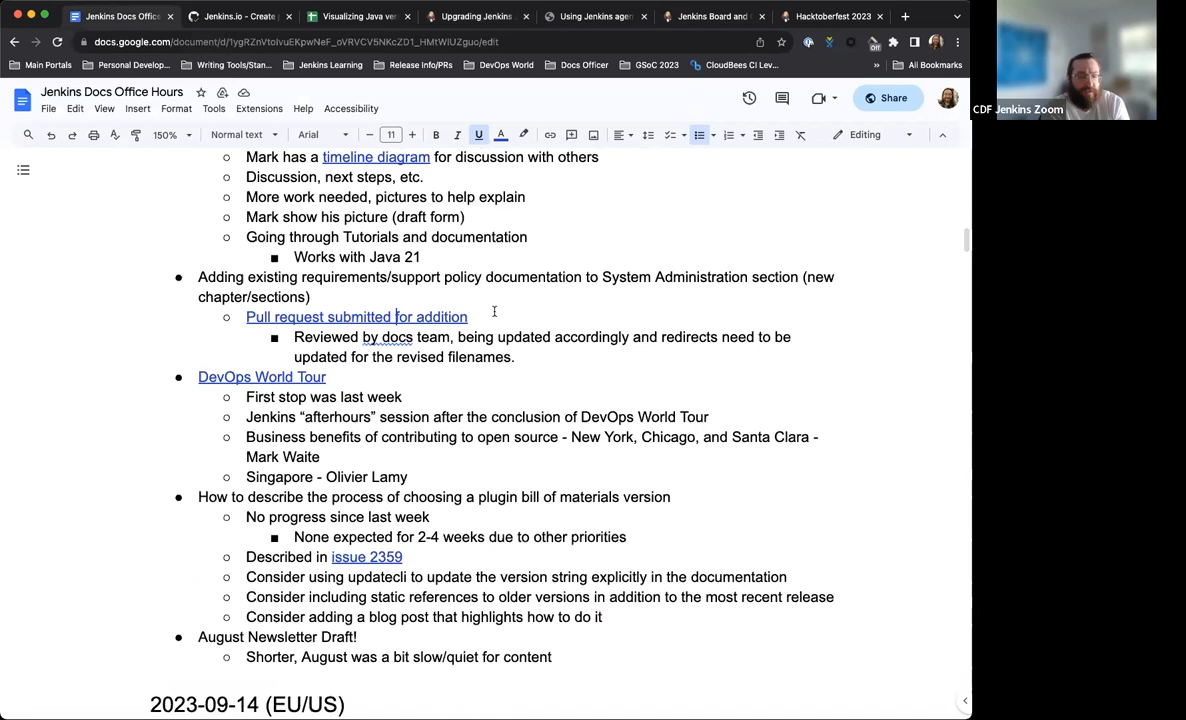 Jenkins Docs Offic
Jenkins.io - Create
Visualizing Java ver
Upgrading Jenkins
Using Jenkins agen
Jenkins Board and
Hacktoberfest 2023
docs.google.com/document/d/1ygRZnVtoIvuEKpwNeF_oVRVCV5NKcZD1_HMtWlUZguo/edit
Off
Main Portals
Personal Develop...
Writing Tools/Stan...
Jenkins Learning
Release Info/PRs
DevOps World
Docs Officer
GSoC 2023
CloudBees CI Lev...
»
All Bookmarks
Jenkins Docs Office Hours
File Edit View Insert Format Tools Extensions Help Accessibility
Share
150% Normal text Arial 11 Editing
Mark has a timeline diagram for discussion with others
Discussion, next steps, etc.
More work needed, pictures to help explain
Mark show his picture (draft form)
Going through Tutorials and documentation
Works with Java 21
Adding existing requirements/support policy documentation to System Administration section (new
chapter/sections)
Pull request submitted for addition
Reviewed by docs team, being updated accordingly and redirects need to be
updated for the revised filenames.
DevOps World Tour
First stop was last week
Jenkins “afterhours” session after the conclusion of DevOps World Tour
Business benefits of contributing to open source - New York, Chicago, and Santa Clara -
Mark Waite
Singapore - Olivier Lamy
How to describe the process of choosing a plugin bill of materials version
No progress since last week
None expected for 2-4 weeks due to other priorities
Described in issue 2359
Consider using updatecli to update the version string explicitly in the documentation
Consider including static references to older versions in addition to the most recent release
Consider adding a blog post that highlights how to do it
August Newsletter Draft!
Shorter, August was a bit slow/quiet for content
2023-09-14 (EU/US)
CDF Jenkins Zoom